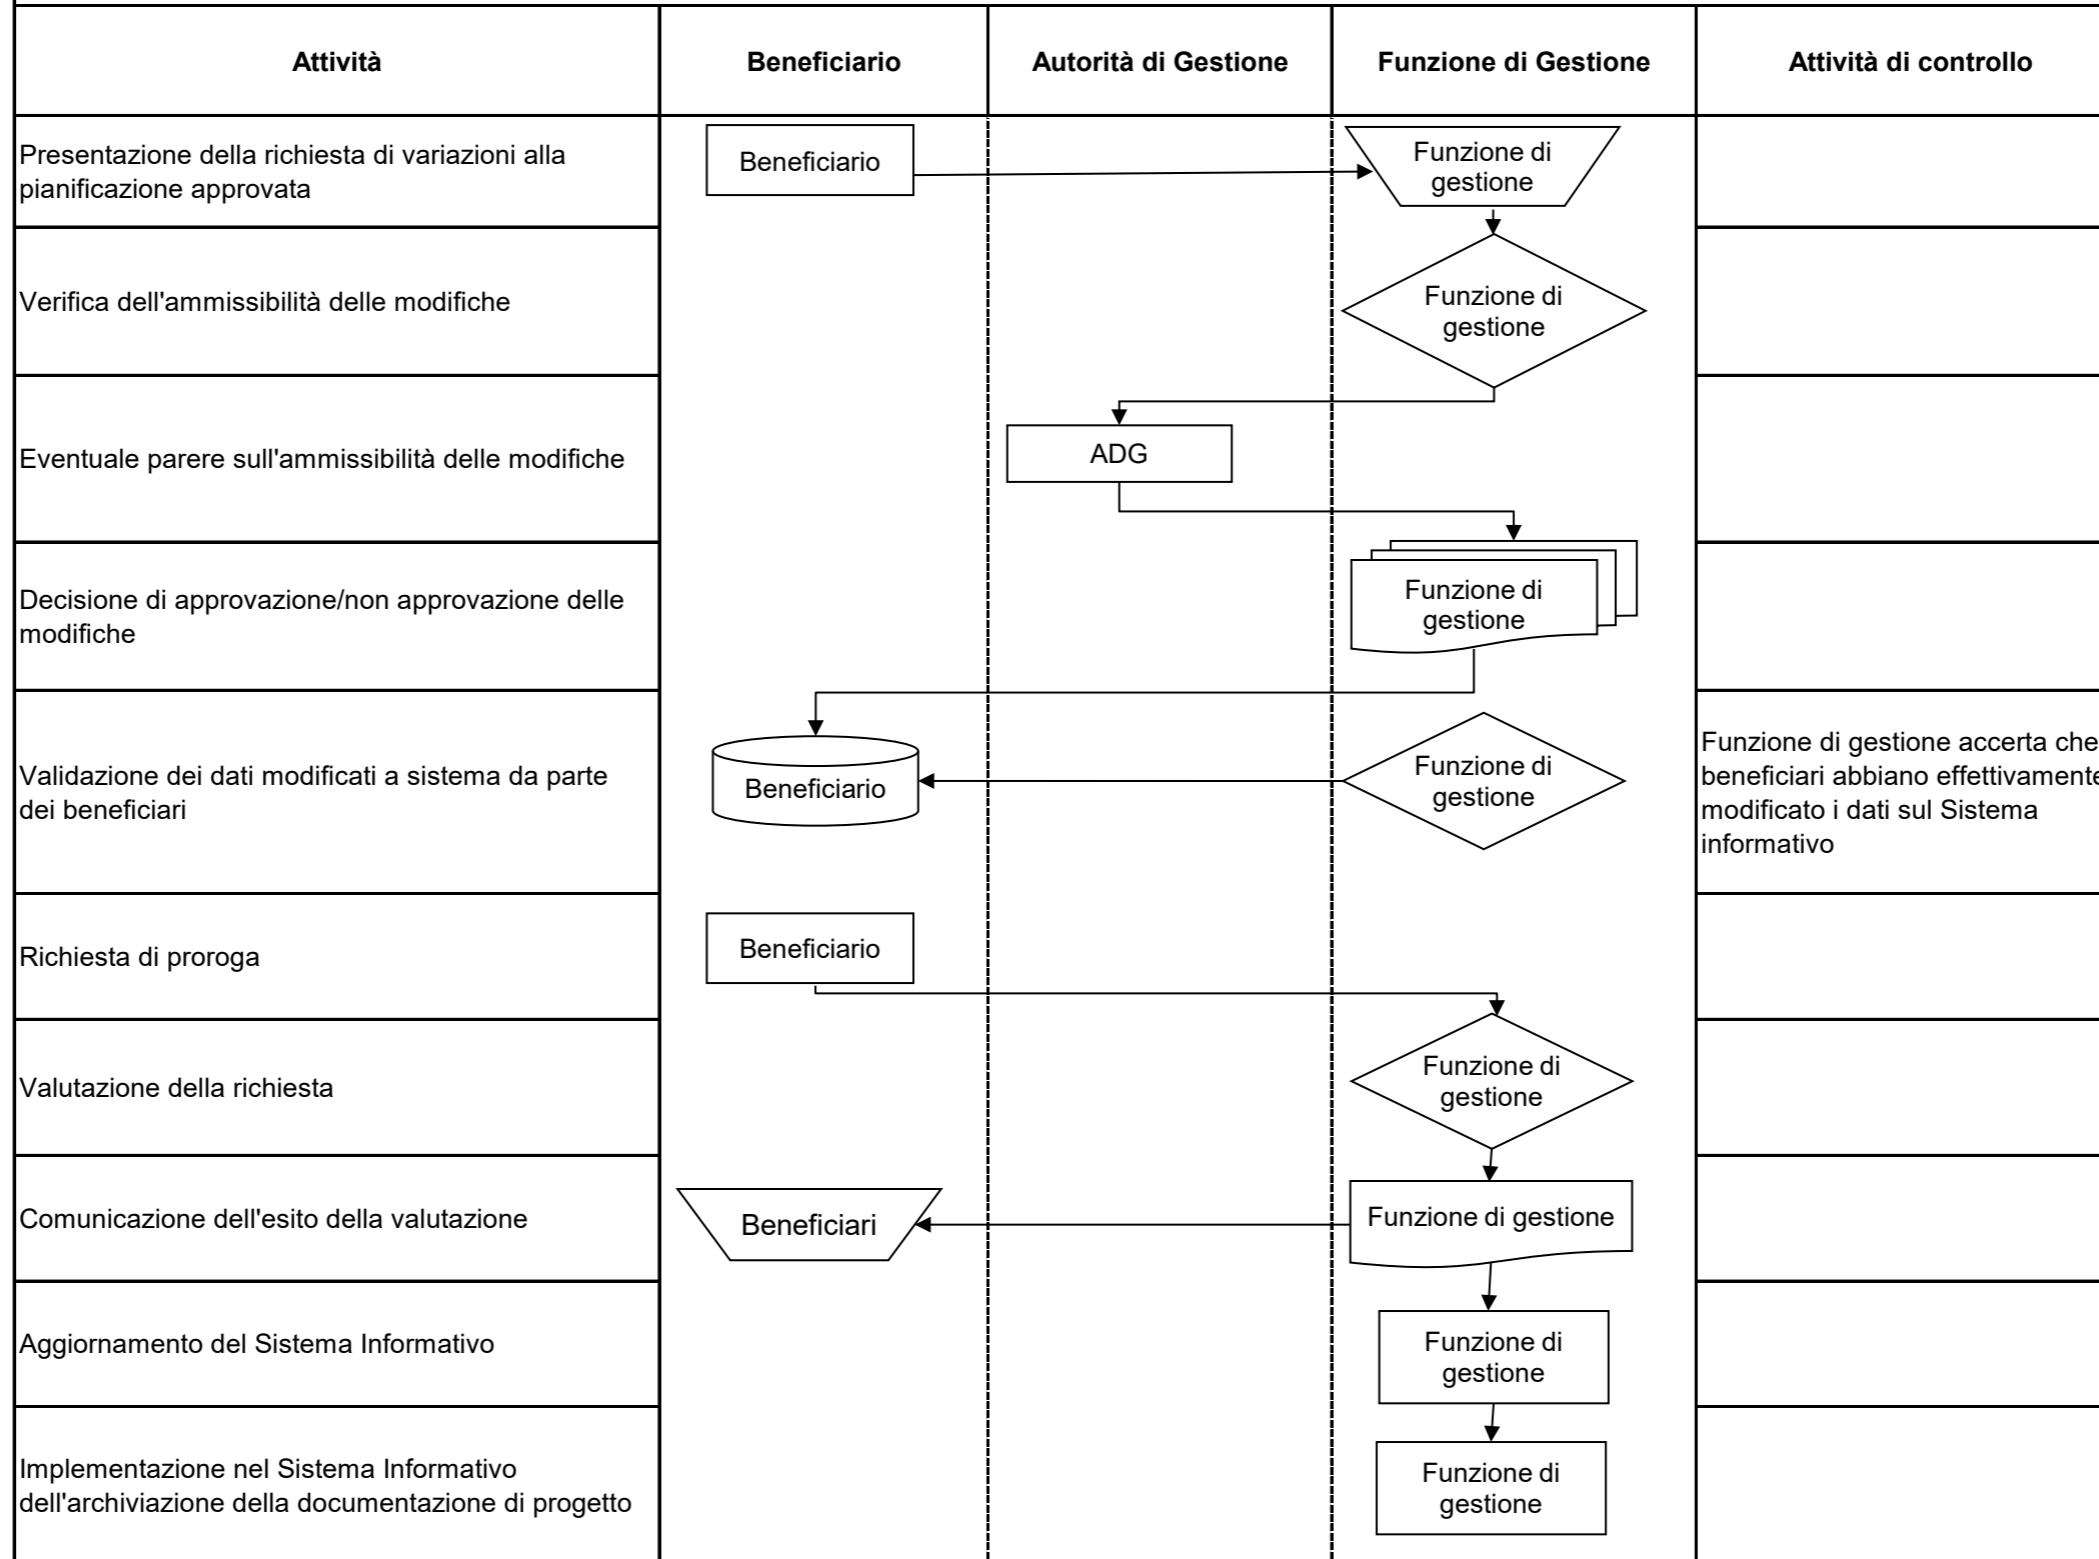 Attività
Beneficiario
Autorità di Gestione
Funzione di Gestione
Attività di controllo
Presentazione della richiesta di variazioni alla
pianificazione approvata
Beneficiario
Funzione di
gestione
Verifica dell'ammissibilità delle modifiche
Funzione di
gestione
Eventuale parere sull'ammissibilità delle modifiche
ADG
Decisione di approvazione/non approvazione delle
modifiche
Funzione di
gestione
Validazione dei dati modificati a sistema da parte
dei beneficiari
Beneficiario
Funzione di
gestione
Funzione di gestione accerta che
beneficiari abbiano effettivamente
modificato i dati sul Sistema
informativo
Richiesta di proroga
Beneficiario
Valutazione della richiesta
Funzione di
gestione
Comunicazione dell'esito della valutazione
Beneficiari
Funzione di gestione
Aggiornamento del Sistema Informativo
Funzione di
gestione
Implementazione nel Sistema Informativo
dell'archiviazione della documentazione di progetto
Funzione di
gestione